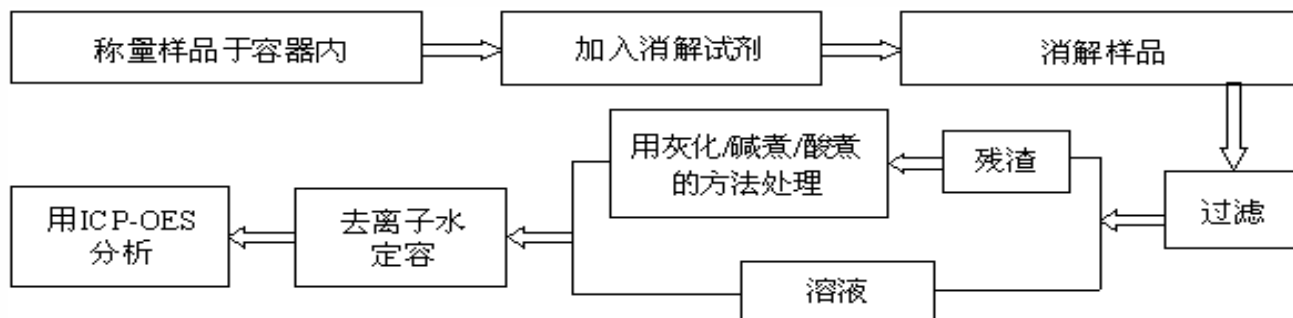 称量样品于容器内
加入消解试剂
消解样品
过滤
残渣
用灰化/碱煮/酸煮
的方法处理
溶液
去离子水
定容
用ICP-OES
分析